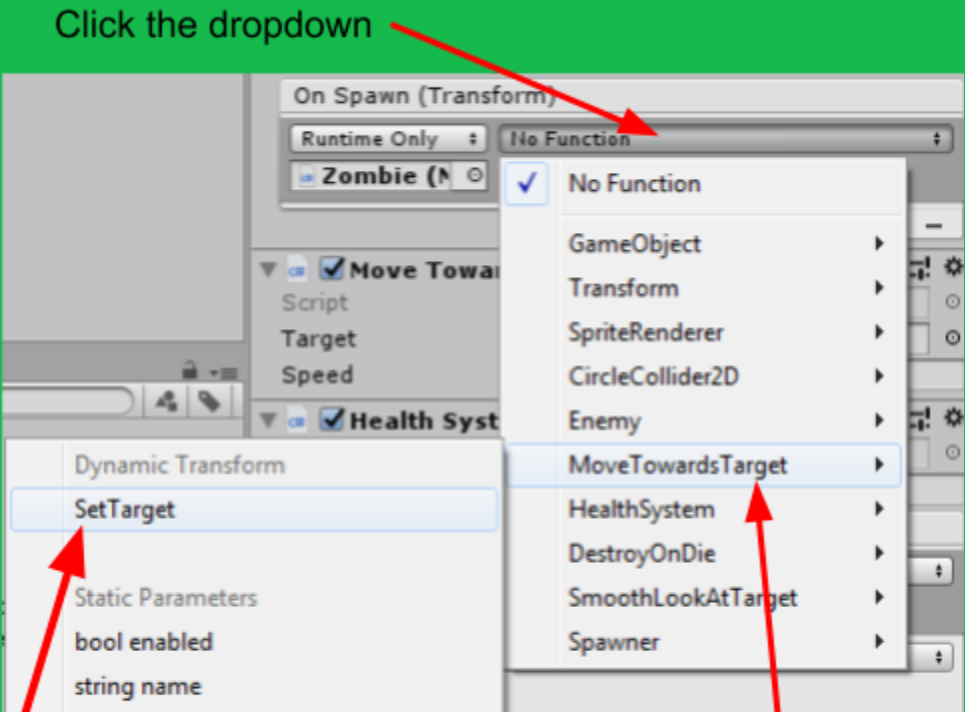 Click the dropdown
On Spawn (Transform)
Runtime Only
No Function
Zombie (
No Function
GameObject
Move Towa
Transform
Script
SpriteRenderer
Target
CircleCollider2D
Speed
Enemy
Health Syst
MoveTowardsTarget
Dynamic Transform
HealthSystem
SetTarget
DestroyOnDie
SmoothLookAtTarget
Static Parameters
Spawner
bool enabled
string name